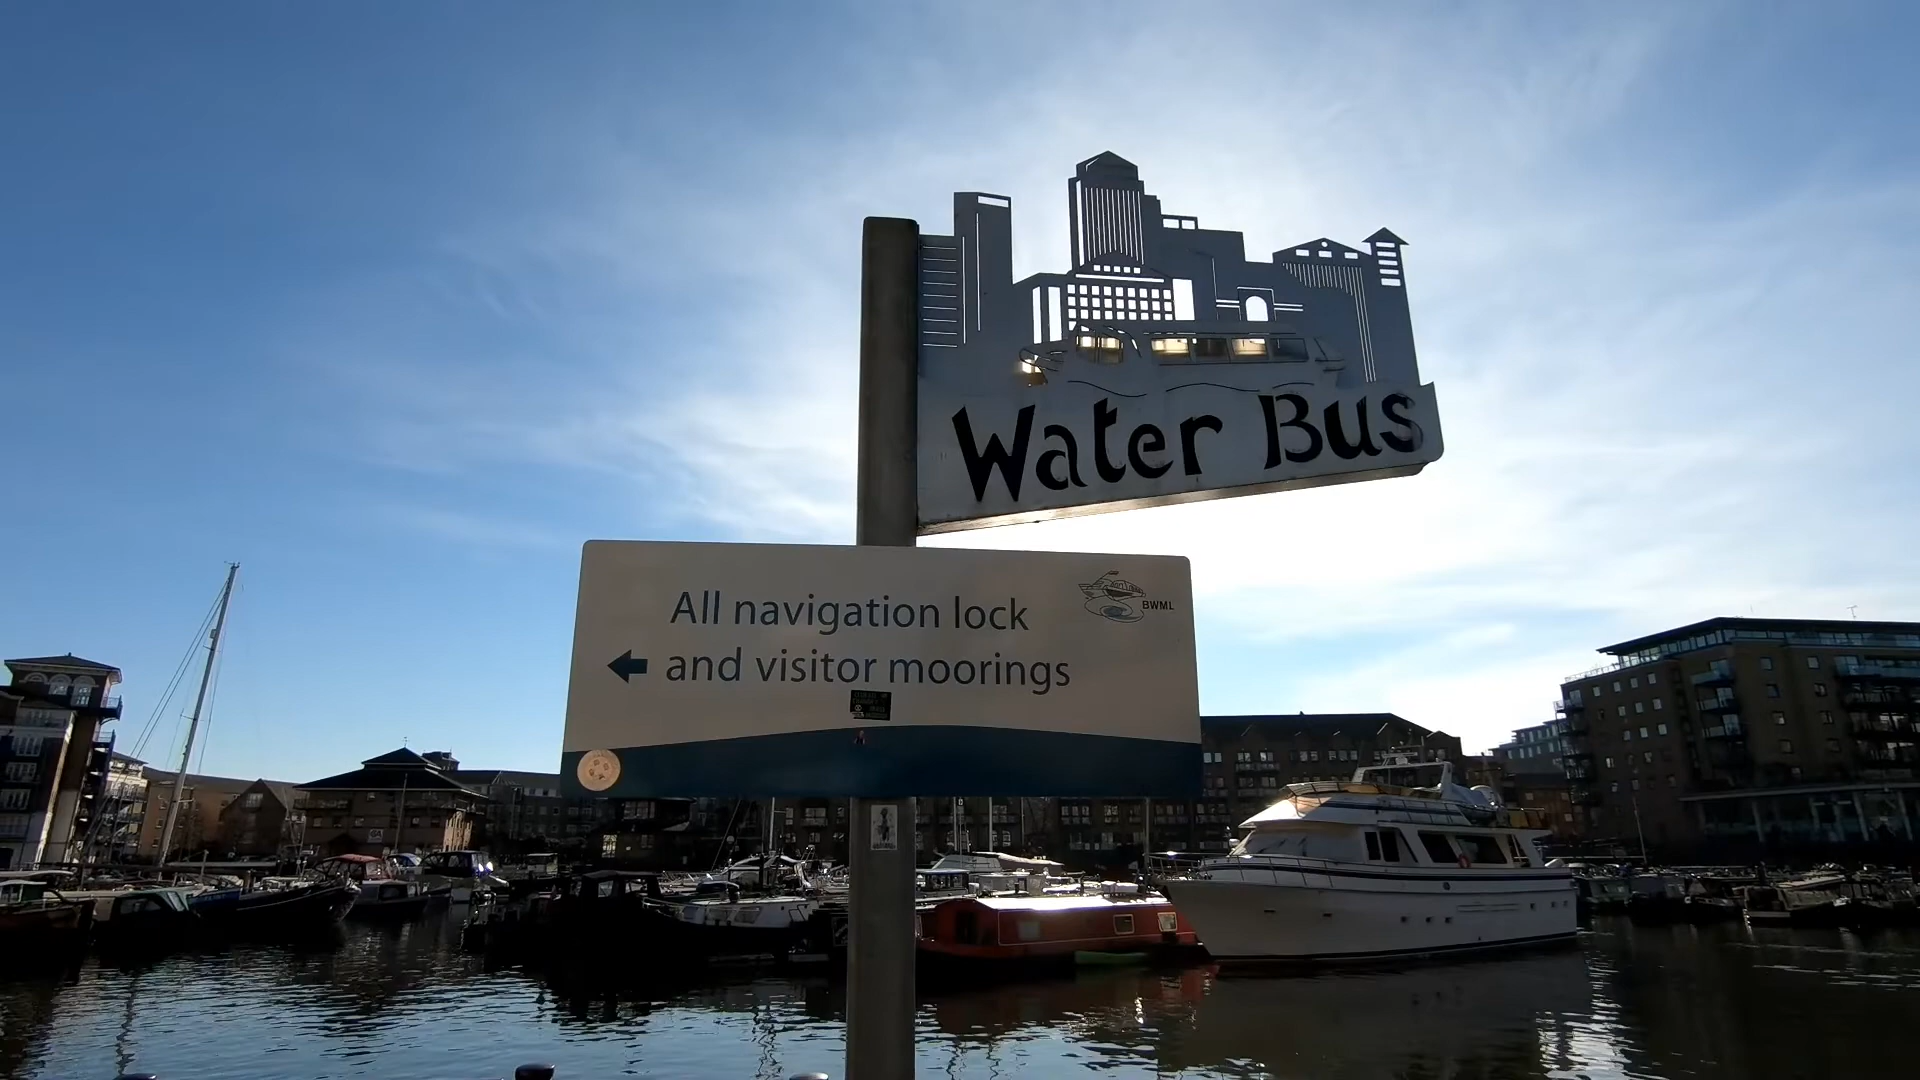 Water Bus
All navigation lock
and visitor moorings
BWML